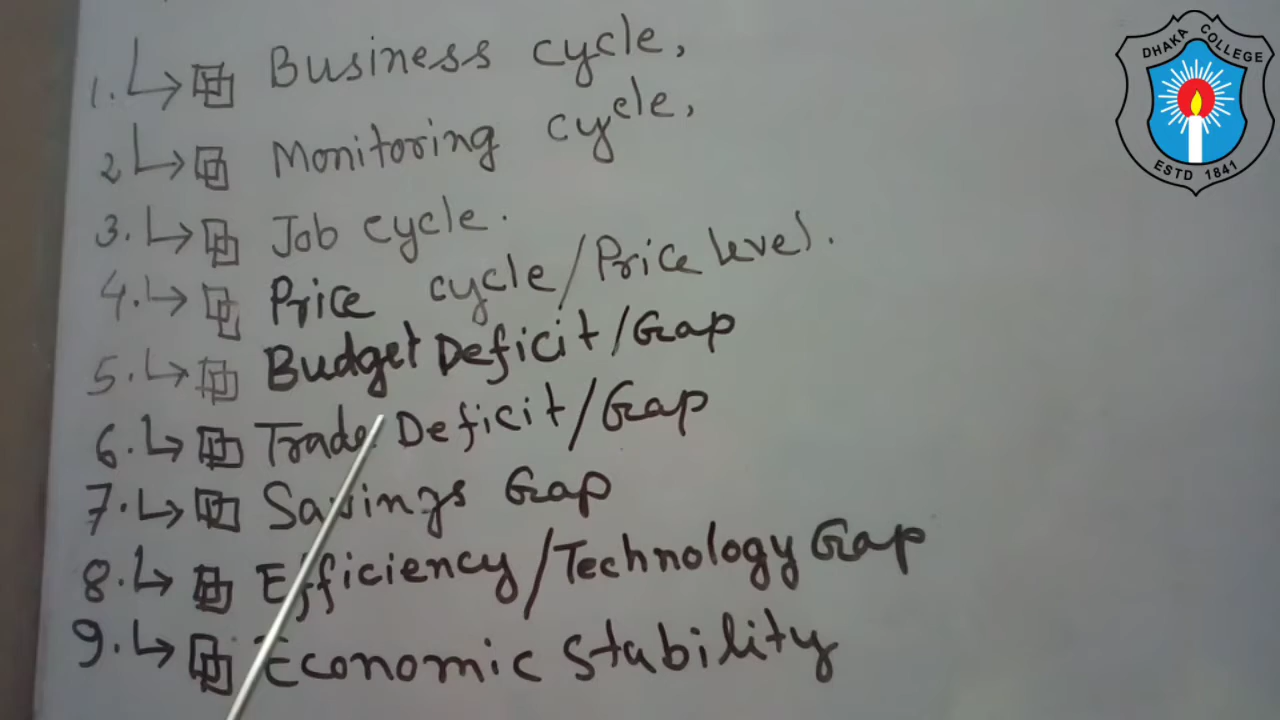 1. Business cycle,
2 Monitoring cycle,
3. Job cycle.
4. Price cycle/Price level.
5. Budget Deficit/Gap
6. Trade Deficit/Gap
7. Savings Gap
8. Efficiency/Technology Gap
9. Economic Stability
DHAKA COLLEGE
ESTD 1841